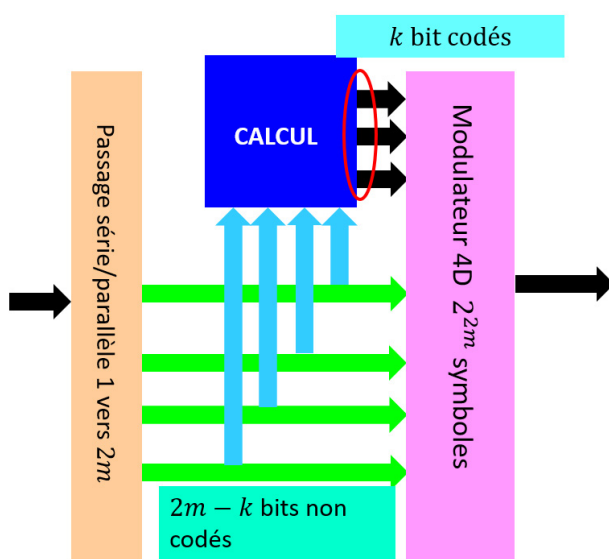 k bit codés
CALCUL
Passage série/parallèle 1 vers 2m
Modulateur 4D 2^{2m} symboles
2m − k bits non
codés